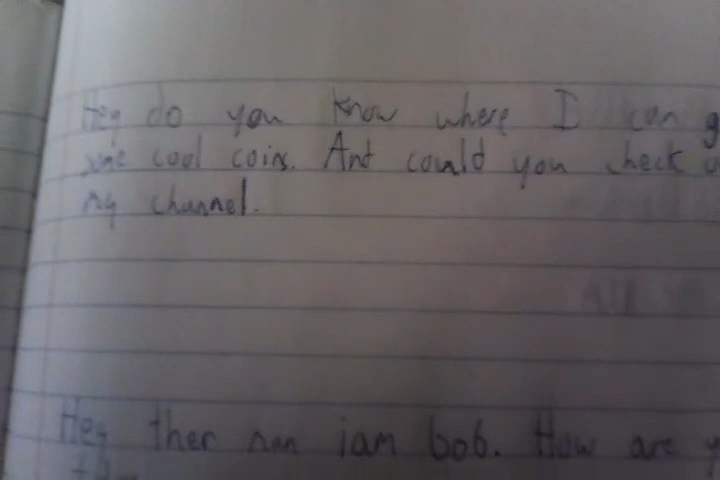 Hey do you know where I can g
some cool coins. And could you check
my channel.
Hey ther iam bob. How are y